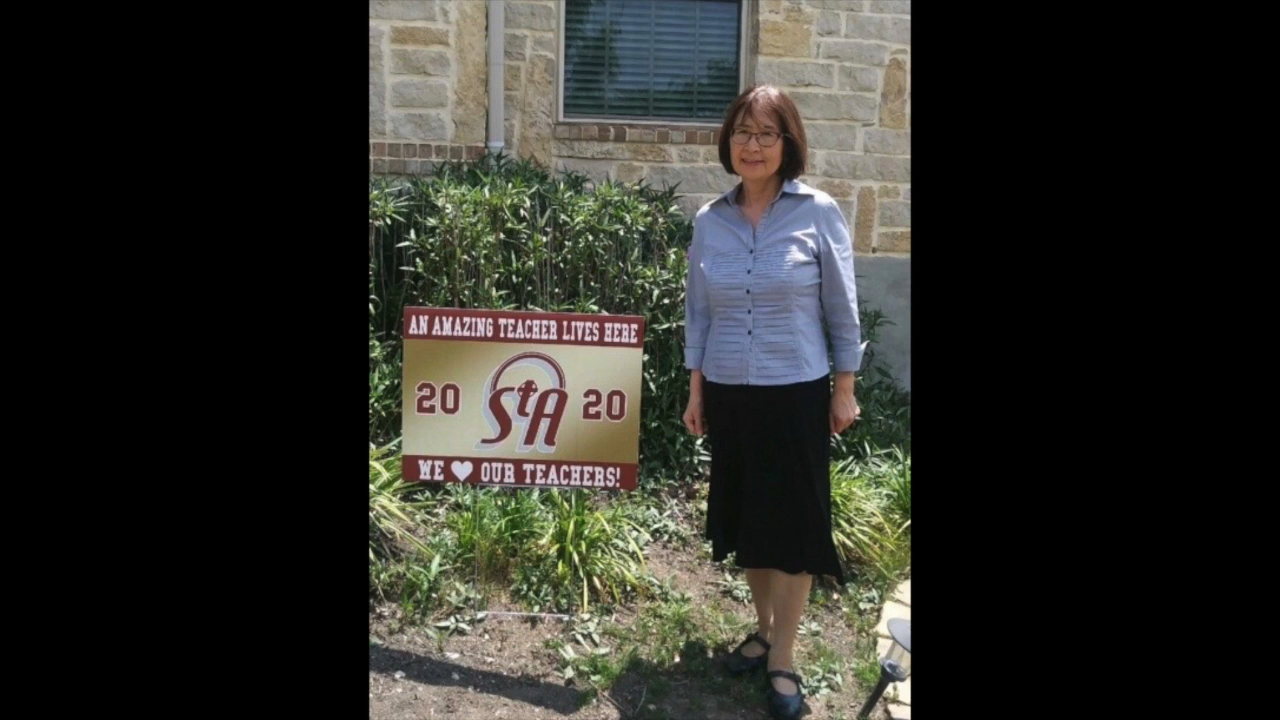 AN AMAZING TEACHER LIVES HERE
20 StA 20
WE ♥ OUR TEACHERS!